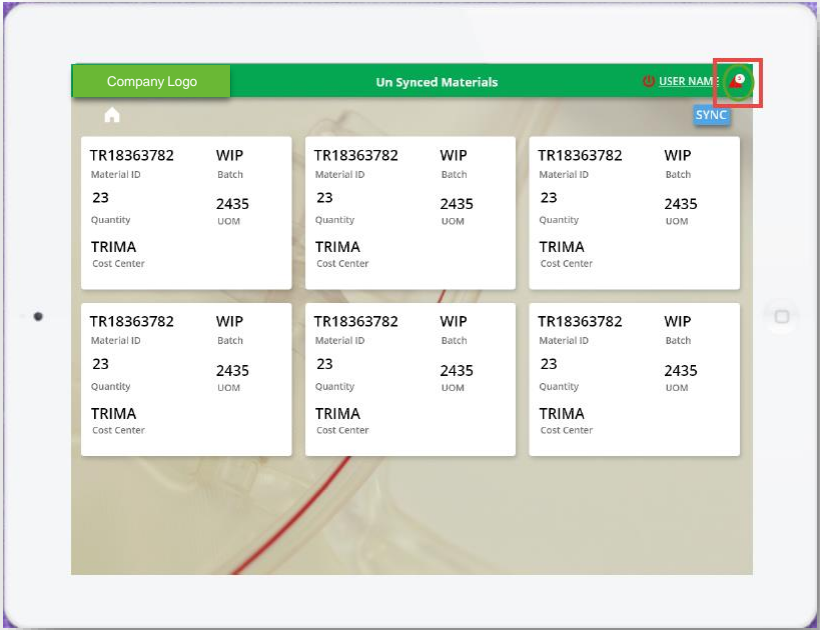 Company Logo
Un Synced Materials
USER NAME
SYNC
TR18363782 WIP
Material ID Batch
23 2435
Quantity UOM
TRIMA
Cost Center
TR18363782 WIP
Material ID Batch
23 2435
Quantity UOM
TRIMA
Cost Center
TR18363782 WIP
Material ID Batch
23 2435
Quantity UOM
TRIMA
Cost Center
TR18363782 WIP
Material ID Batch
23 2435
Quantity UOM
TRIMA
Cost Center
TR18363782 WIP
Material ID Batch
23 2435
Quantity UOM
TRIMA
Cost Center
TR18363782 WIP
Material ID Batch
23 2435
Quantity UOM
TRIMA
Cost Center